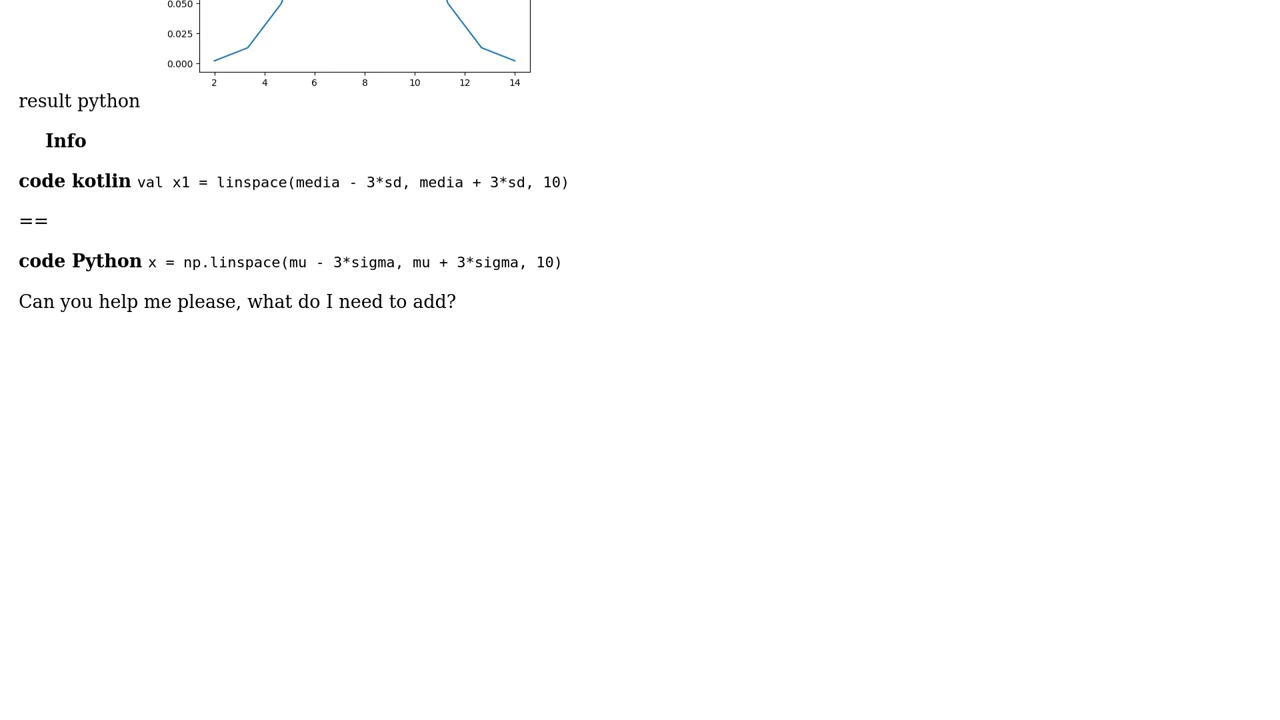 0.050
0.025
0.000
2 4 6 8 10 12 14
result python
Info
code kotlin val x1 = linspace(media - 3*sd, media + 3*sd, 10)
==
code Python x = np.linspace(mu - 3*sigma, mu + 3*sigma, 10)
Can you help me please, what do I need to add?